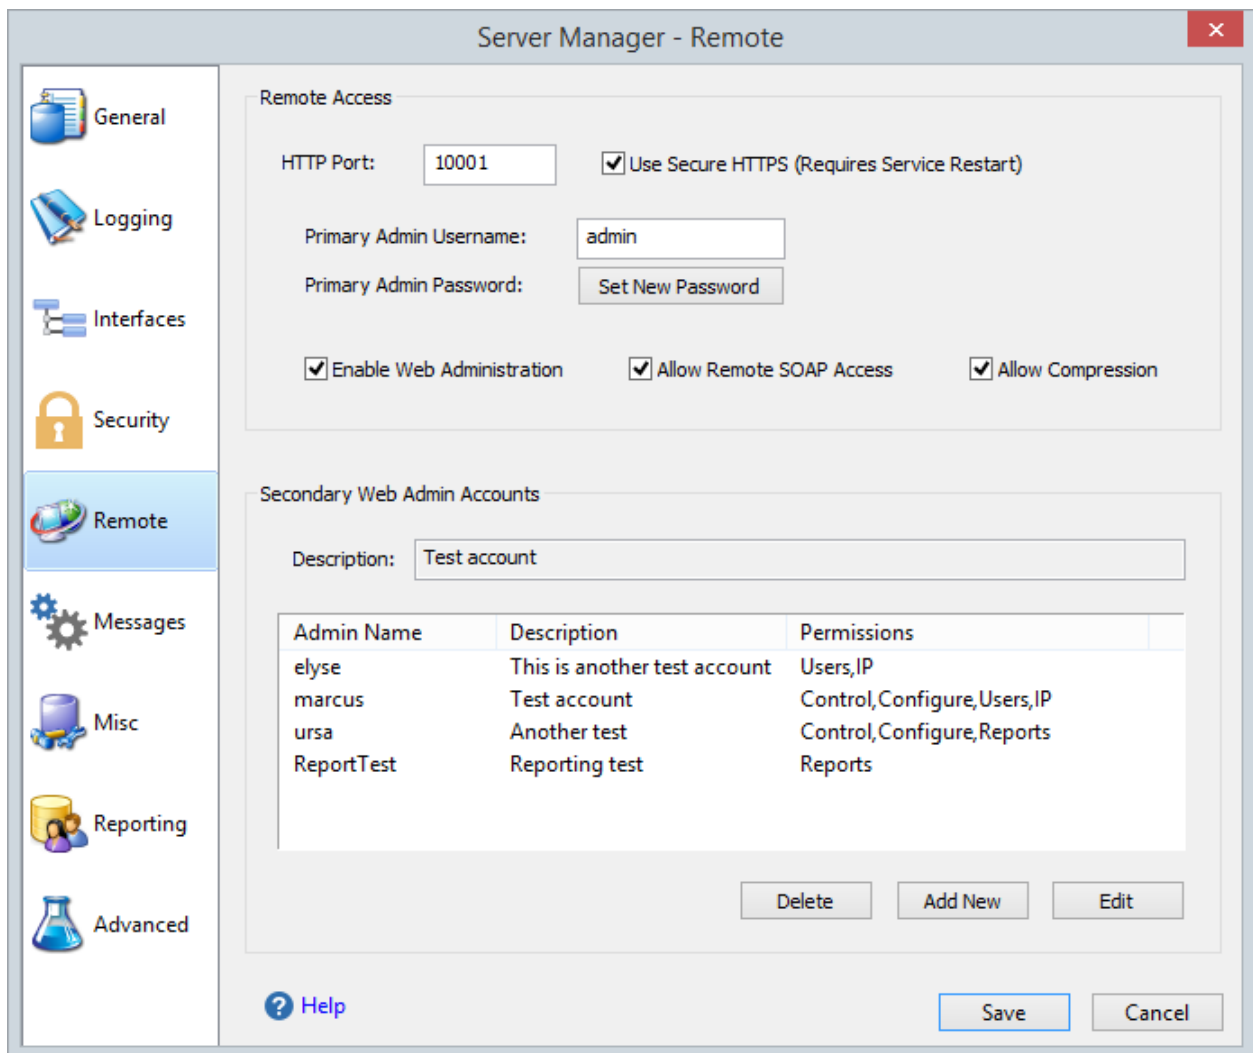 Server Manager - Remote
General
Logging
Interfaces
Security
Remote
Messages
Misc
Reporting
Advanced
Remote Access
HTTP Port: 10001 Use Secure HTTPS (Requires Service Restart)
Primary Admin Username: admin
Primary Admin Password: Set New Password
Enable Web Administration Allow Remote SOAP Access Allow Compression
Secondary Web Admin Accounts
Description: Test account
Admin Name Description Permissions
elyse This is another test account Users,IP
marcus Test account Control,Configure,Users,IP
ursa Another test Control,Configure,Reports
ReportTest Reporting test Reports
Delete Add New Edit
? Help
Save Cancel